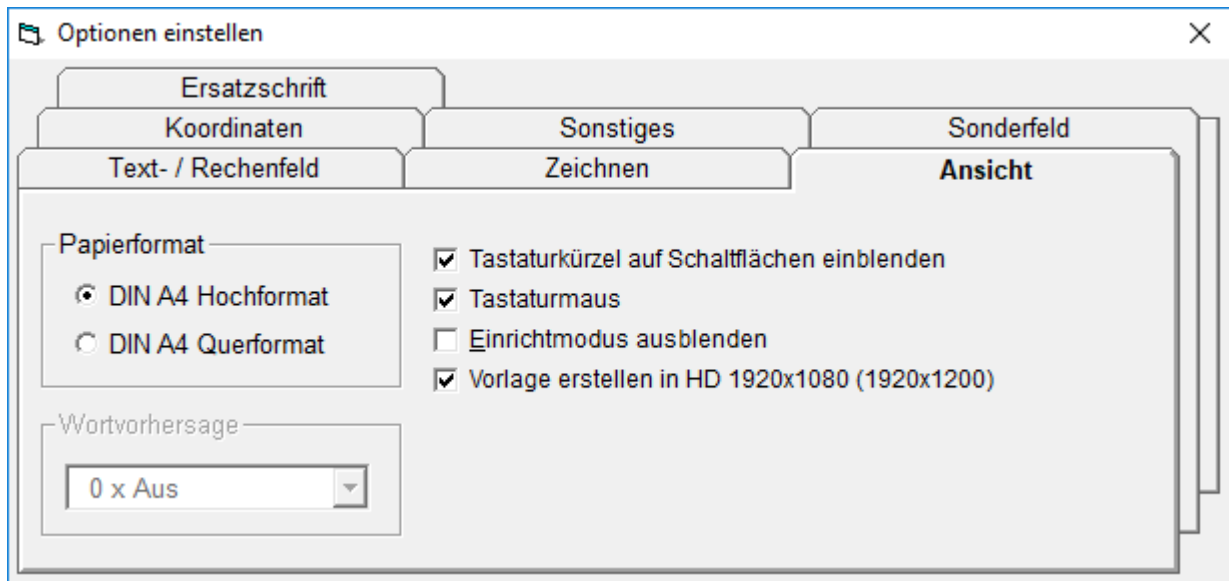 Optionen einstellen
Ersatzschrift
Koordinaten Sonstiges Sonderfeld
Text- / Rechenfeld Zeichnen Ansicht
Papierformat
DIN A4 Hochformat
DIN A4 Querformat
Wortvorhersage
0 x Aus
Tastaturkürzel auf Schaltflächen einblenden
Tastaturmaus
Einrichtmodus ausblenden
Vorlage erstellen in HD 1920x1080 (1920x1200)